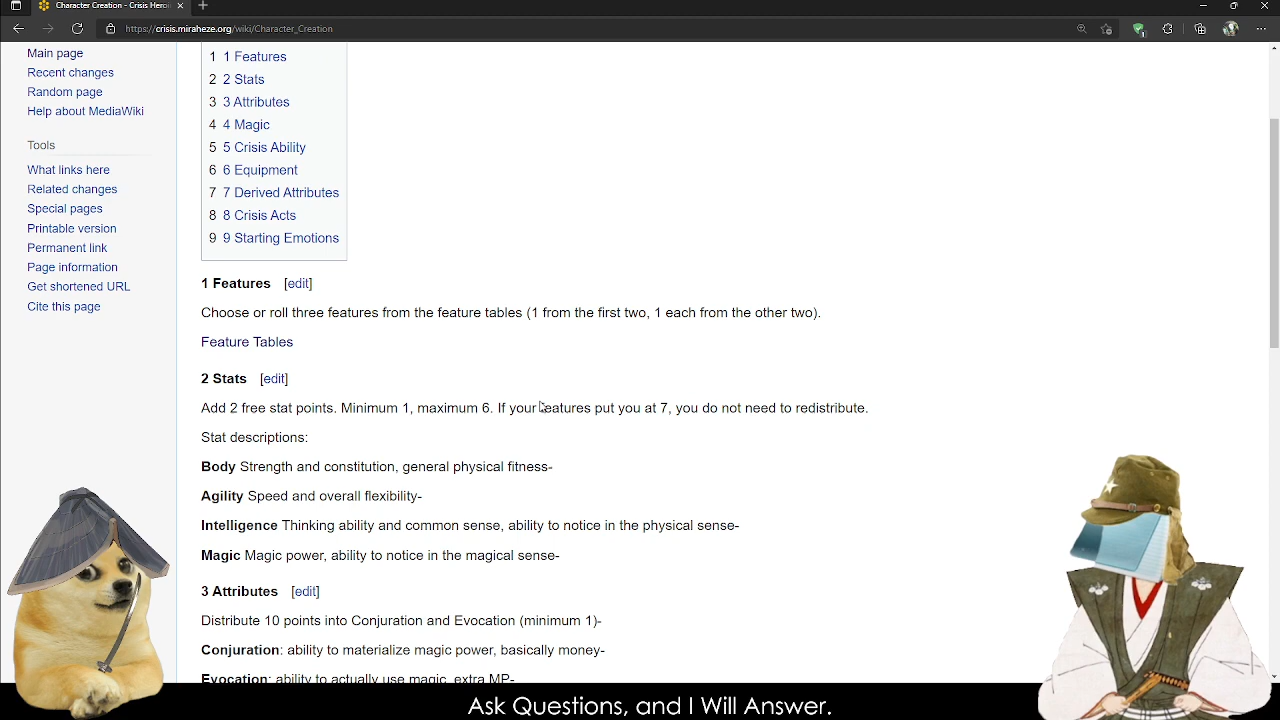 Character Creation - Crisis Heroi
https://crisis.miraheze.org/wiki/Character_Creation
Main page
Recent changes
Random page
Help about MediaWiki
Tools
What links here
Related changes
Special pages
Printable version
Permanent link
Page information
Get shortened URL
Cite this page
1 1 Features
2 2 Stats
3 3 Attributes
4 4 Magic
5 5 Crisis Ability
6 6 Equipment
7 7 Derived Attributes
8 8 Crisis Acts
9 9 Starting Emotions
1 Features [edit]
Choose or roll three features from the feature tables (1 from the first two, 1 each from the other two).
Feature Tables
2 Stats [edit]
Add 2 free stat points. Minimum 1, maximum 6. If your features put you at 7, you do not need to redistribute.
Stat descriptions:
Body Strength and constitution, general physical fitness-
Agility Speed and overall flexibility-
Intelligence Thinking ability and common sense, ability to notice in the physical sense-
Magic Magic power, ability to notice in the magical sense-
3 Attributes [edit]
Distribute 10 points into Conjuration and Evocation (minimum 1)-
Conjuration: ability to materialize magic power, basically money-
Evocation: ability to actually use magic, extra MP-
Ask Questions, and I Will Answer.